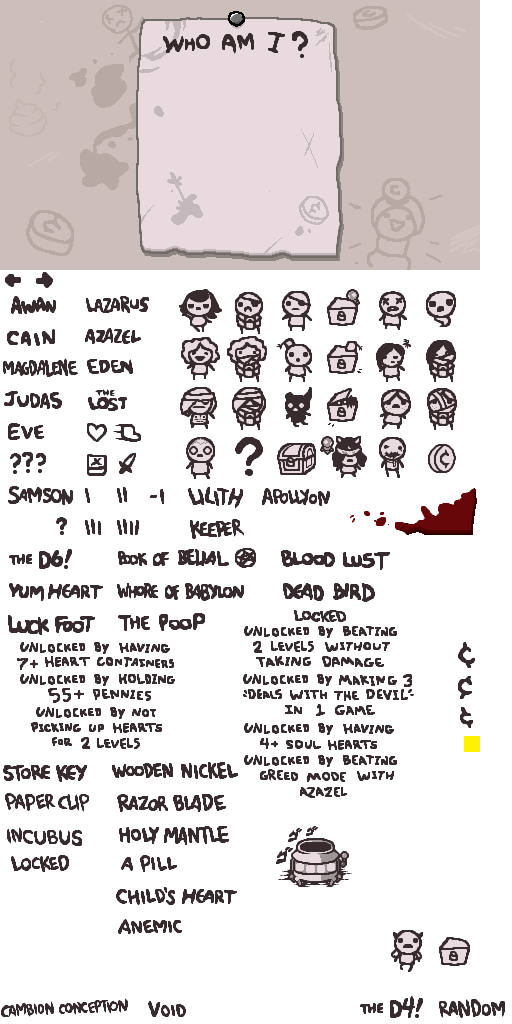 WHO AM I?
AWAN LAZARUS
CAIN AZAZEL
MAGDALENE EDEN
JUDAS THE LOST
EVE
???
?
SAMSON I II -1 LILITH APOLLYON
? III IIII KEEPER
THE D6! BOOK OF BELIAL BLOOD LUST
YUM HEART WHORE OF BABYLON DEAD BIRD
LUCK FOOT THE POOP
LOCKED
UNLOCKED BY HAVING
7+ HEART CONTAINERS
UNLOCKED BY HOLDING
55+ PENNIES
UNLOCKED BY NOT
PICKING UP HEARTS
FOR 2 LEVELS
UNLOCKED BY BEATING
2 LEVELS WITHOUT
TAKING DAMAGE
UNLOCKED BY MAKING 3
"DEALS WITH THE DEVIL"
IN 1 GAME
UNLOCKED BY HAVING
4+ SOUL HEARTS
UNLOCKED BY BEATING
GREED MODE WITH
AZAZEL
¢
¢
¢
STORE KEY WOODEN NICKEL
PAPER CLIP RAZOR BLADE
INCUBUS HOLY MANTLE
LOCKED A PILL
CHILD'S HEART
ANEMIC
CAMBION CONCEPTION VOID THE D4! RANDOM